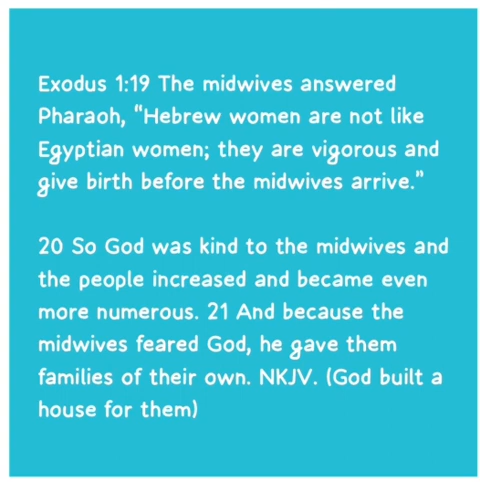 Exodus 1:19 The midwives answered
Pharaoh, "Hebrew women are not like
Egyptian women; they are vigorous and
give birth before the midwives arrive."
20 So God was kind to the midwives and
the people increased and became even
more numerous. 21 And because the
midwives feared God, he gave them
families of their own. NKJV. (God built a
house for them)